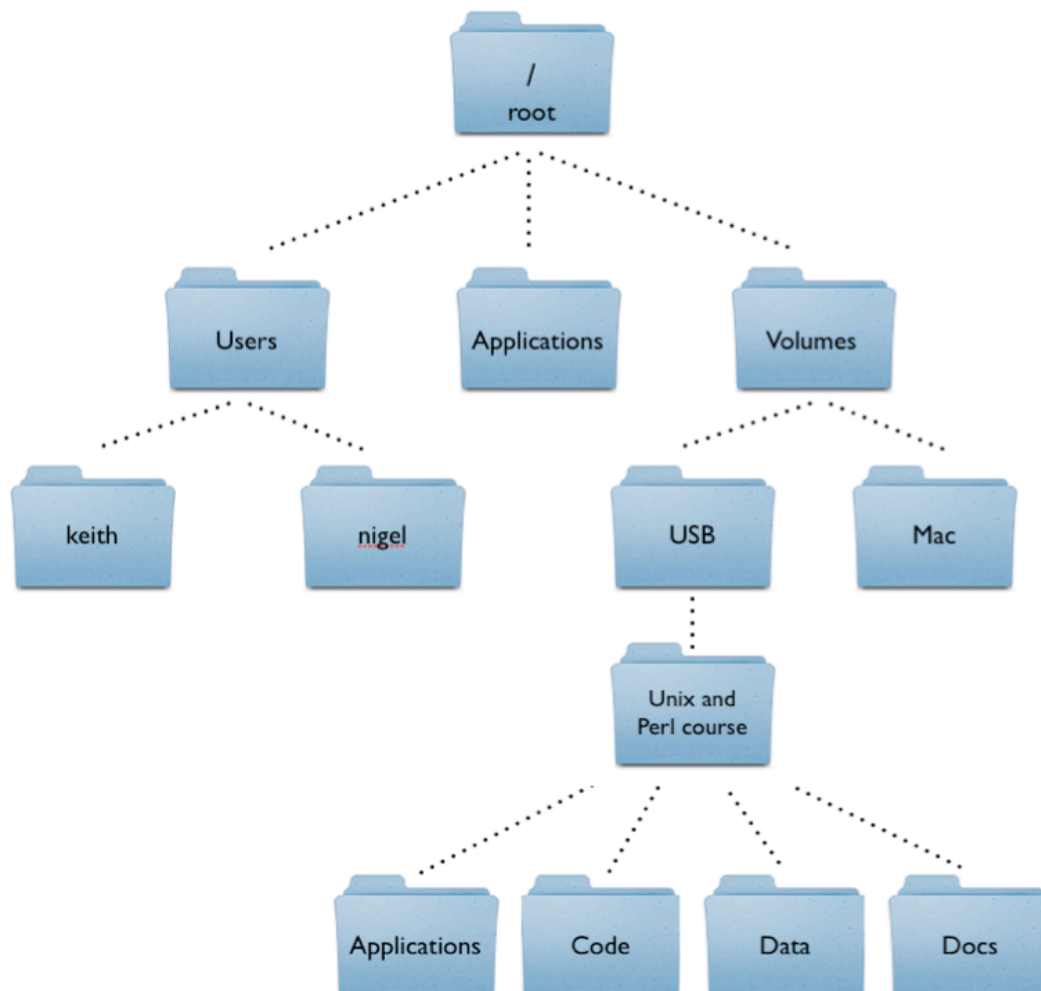 /
root
Users
Applications
Volumes
keith
nigel
USB
Mac
Unix and
Perl course
Applications
Code
Data
Docs